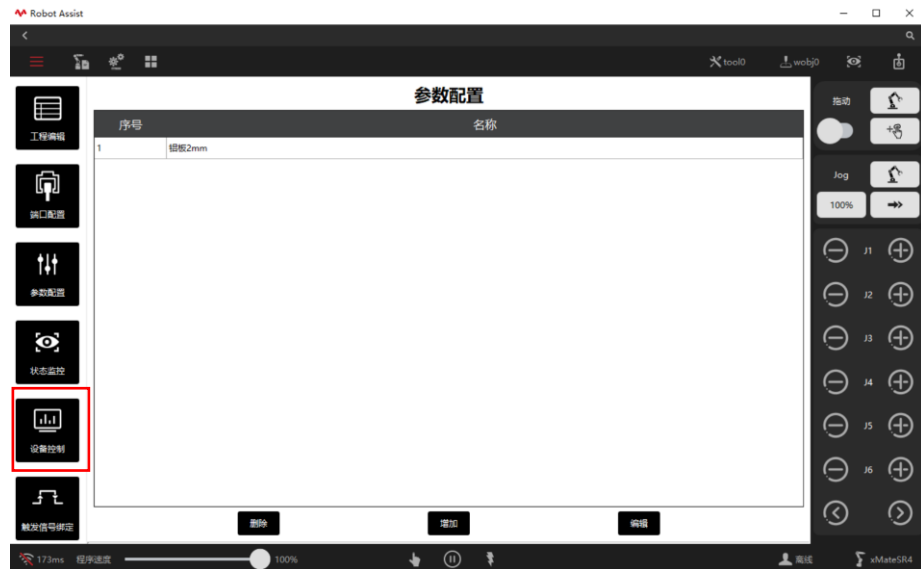 Robot Assist
tool0
wobj0
参数配置
序号 名称
1 铝板2mm
工程编辑
端口配置
参数配置
状态监控
设备控制
触发信号绑定
删除 增加 编辑
拖动
Jog
100%
J1
J2
J3
J4
J5
J6
173ms 程序速度 100%
离线 xMateSR4